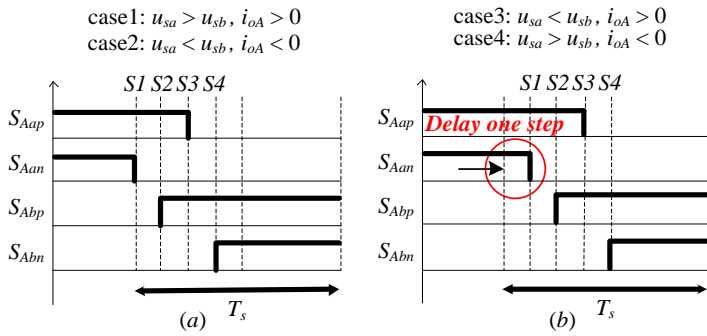 case1: u_sa > u_sb, i_oA > 0
case2: u_sa < u_sb, i_oA < 0
S1 S2 S3 S4
S_Aap
S_Aan
S_Abp
S_Abn
T_s
(a)
case3: u_sa < u_sb, i_oA > 0
case4: u_sa > u_sb, i_oA < 0
S1 S2 S3 S4
S_Aap
Delay one step
S_Aan
S_Abp
S_Abn
T_s
(b)